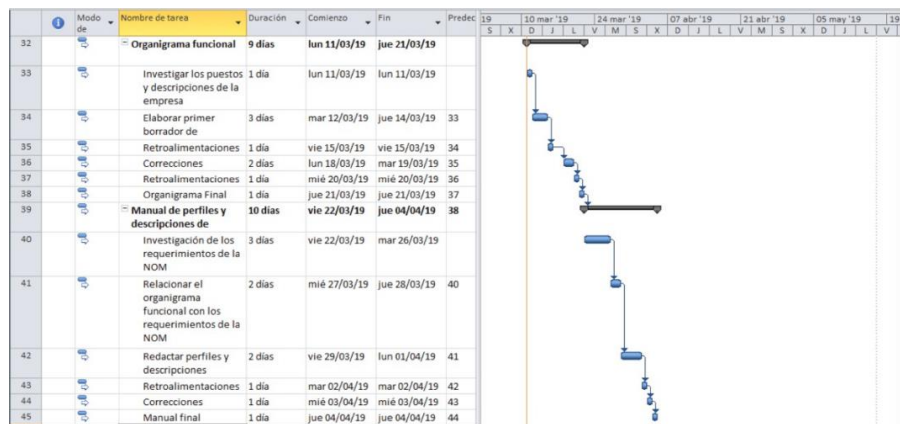 Modo de Nombre de tarea Duración Comienzo Fin Predec 19 10 mar '19 24 mar '19 07 abr '19 21 abr '19 05 may '19 19
S X D J L V M S X D J L V M S X D J L V
32 Organigrama funcional 9 días lun 11/03/19 jue 21/03/19
33 Investigar los puestos 1 día lun 11/03/19 lun 11/03/19
y descripciones de la
empresa
34 Elaborar primer 3 días mar 12/03/19 jue 14/03/19 33
borrador de
35 Retroalimentaciones 1 día vie 15/03/19 vie 15/03/19 34
36 Correcciones 2 días lun 18/03/19 mar 19/03/19 35
37 Retroalimentaciones 1 día mié 20/03/19 mié 20/03/19 36
38 Organigrama Final 1 día jue 21/03/19 jue 21/03/19 37
39 Manual de perfiles y 10 días vie 22/03/19 jue 04/04/19 38
descripciones de
40 Investigación de los 3 días vie 22/03/19 mar 26/03/19
requerimientos de la
NOM
41 Relacionar el 2 días mié 27/03/19 jue 28/03/19 40
organigrama
funcional con los
requerimientos de la
NOM
42 Redactar perfiles y 2 días vie 29/03/19 lun 01/04/19 41
descripciones
43 Retroalimentaciones 1 día mar 02/04/19 mar 02/04/19 42
44 Correcciones 1 día mié 03/04/19 mié 03/04/19 43
45 Manual final 1 día jue 04/04/19 jue 04/04/19 44